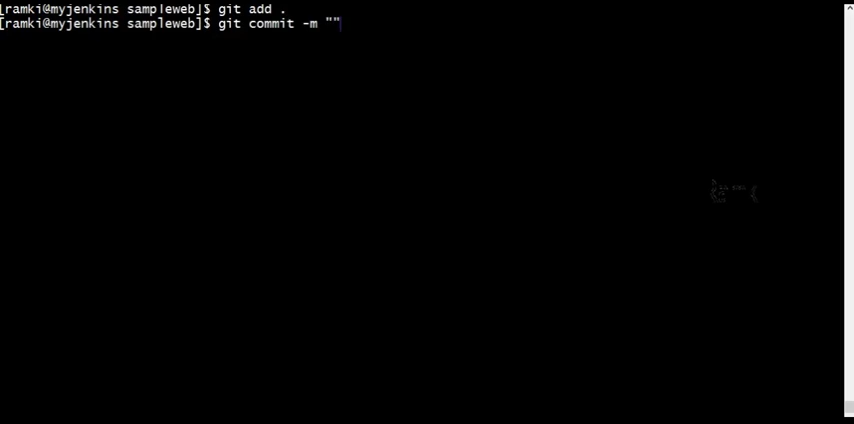 [ramki@myjenkins sampleweb]$ git add .
[ramki@myjenkins sampleweb]$ git commit -m ""